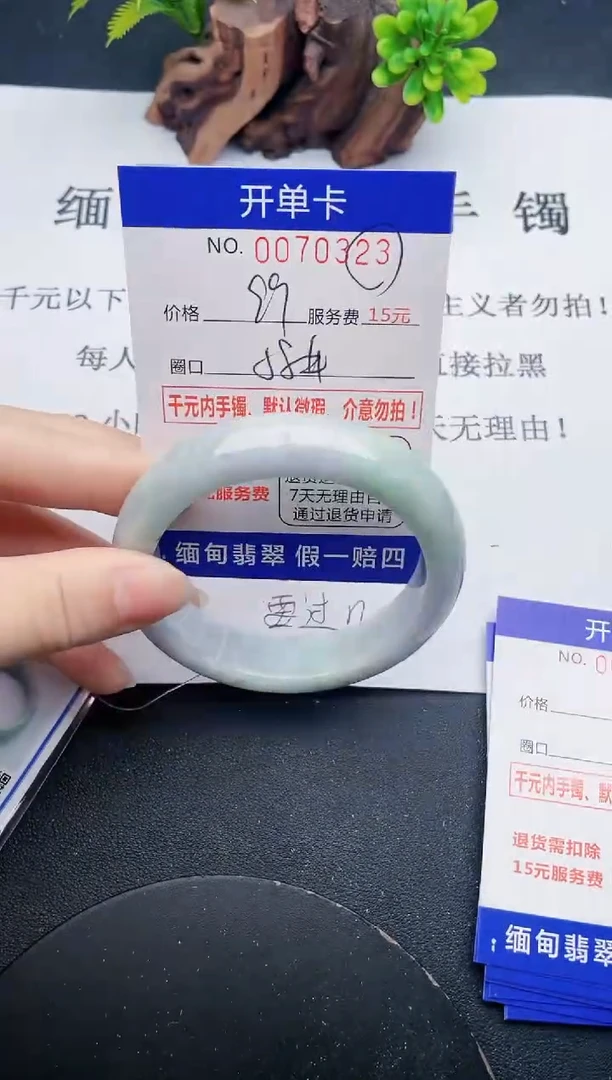 开单卡
缅 手 镯
NO. 0070323
千元以下 主义者勿拍！
价格 服务费 15元
每人 直接拉黑
圈口
千元内手镯、默认微瑕、介意勿拍！
小 天无理由！
服务费
7天无理由
通过退货申请
缅甸翡翠 假一赔四
要过
开
NO. 0
价格
圈口
千元内手镯、默
退货需扣除
15元服务费
缅甸翡翠